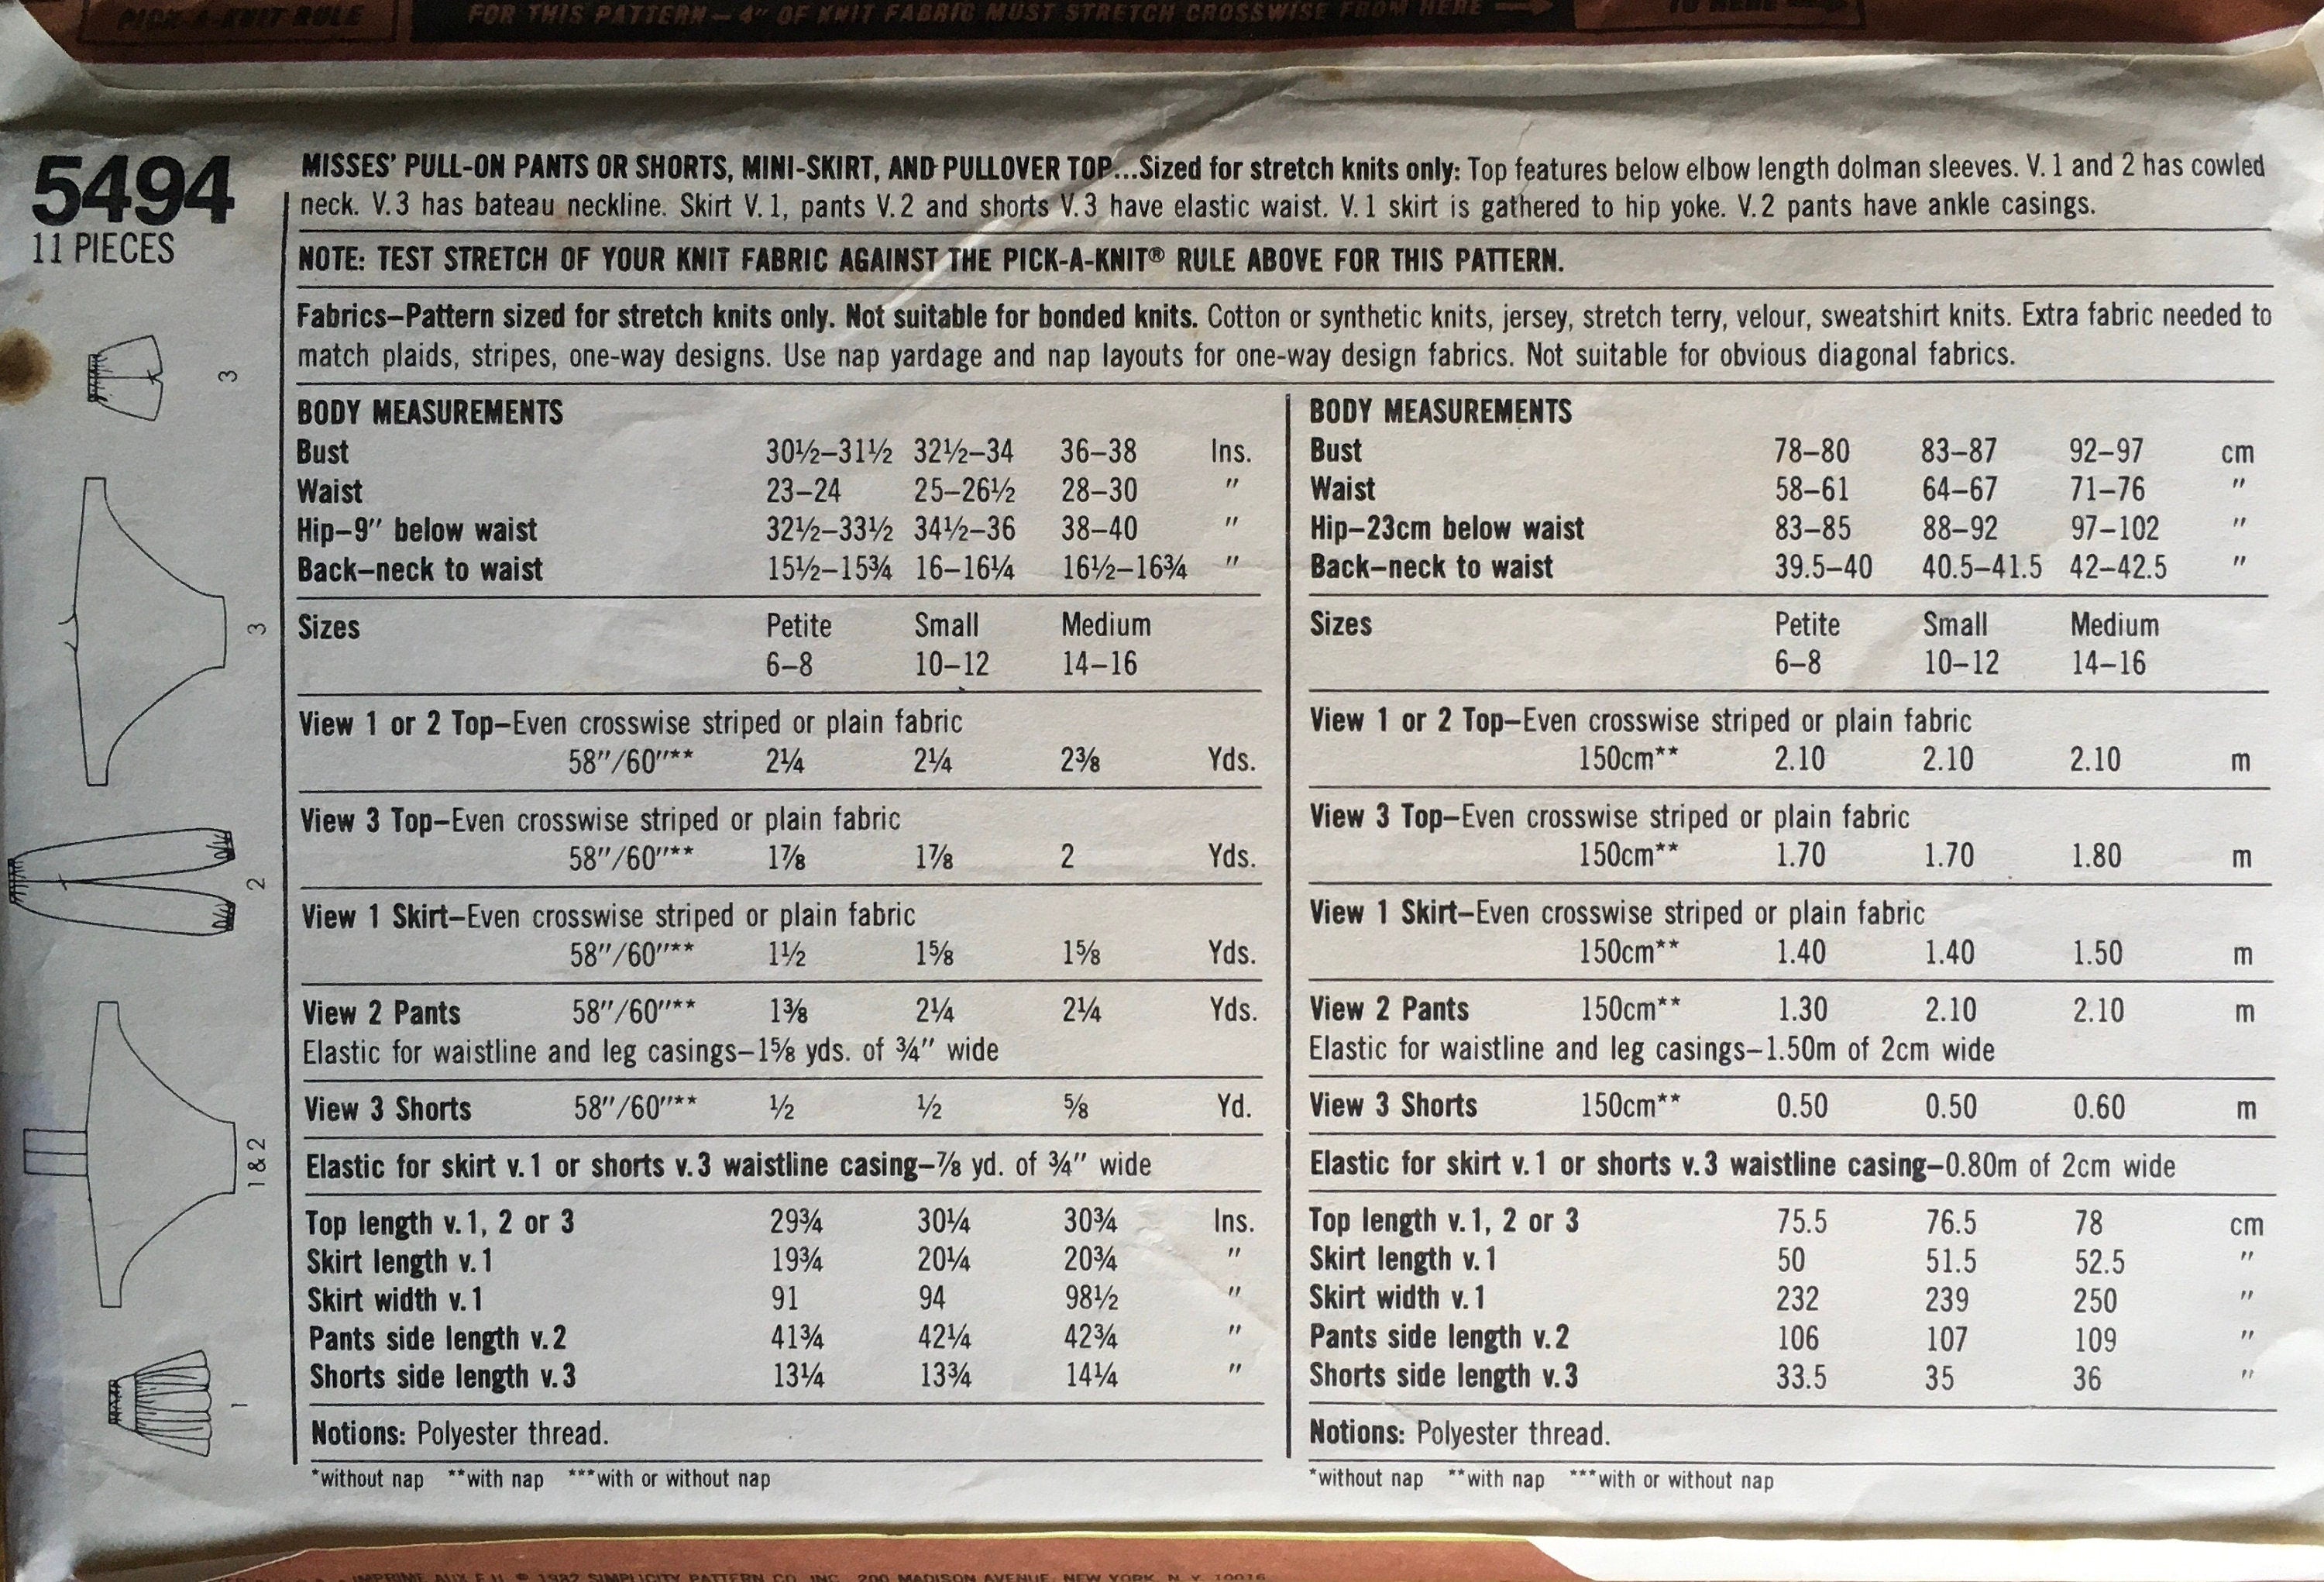 PICK-A-KNIT RULE
FOR THIS PATTERN—4" OF KNIT FABRIC MUST STRETCH CROSSWISE FROM HERE
TO HERE
5494
11 PIECES
MISSES' PULL-ON PANTS OR SHORTS, MINI-SKIRT, AND PULLOVER TOP...Sized for stretch knits only: Top features below elbow length dolman sleeves. V.1 and 2 has cowled
neck. V.3 has bateau neckline. Skirt V.1, pants V.2 and shorts V.3 have elastic waist. V.1 skirt is gathered to hip yoke. V.2 pants have ankle casings.
NOTE: TEST STRETCH OF YOUR KNIT FABRIC AGAINST THE PICK-A-KNIT® RULE ABOVE FOR THIS PATTERN.
Fabrics—Pattern sized for stretch knits only. Not suitable for bonded knits. Cotton or synthetic knits, jersey, stretch terry, velour, sweatshirt knits. Extra fabric needed to
match plaids, stripes, one-way designs. Use nap yardage and nap layouts for one-way design fabrics. Not suitable for obvious diagonal fabrics.
3
3
2
1 & 2
1
BODY MEASUREMENTS
Bust 30½–31½ 32½–34 36–38 Ins.
Waist 23–24 25–26½ 28–30 "
Hip–9" below waist 32½–33½ 34½–36 38–40 "
Back–neck to waist 15½–15¾ 16–16¼ 16½–16¾ "
Sizes Petite Small Medium
6–8 10–12 14–16
View 1 or 2 Top–Even crosswise striped or plain fabric
58"/60"** 2¼ 2¼ 2⅜ Yds.
View 3 Top–Even crosswise striped or plain fabric
58"/60"** 1⅞ 1⅞ 2 Yds.
View 1 Skirt–Even crosswise striped or plain fabric
58"/60"** 1½ 1⅝ 1⅝ Yds.
View 2 Pants 58"/60"** 1⅜ 2¼ 2¼ Yds.
Elastic for waistline and leg casings–1⅝ yds. of ¾" wide
View 3 Shorts 58"/60"** ½ ½ ⅝ Yd.
Elastic for skirt v.1 or shorts v.3 waistline casing–⅞ yd. of ¾" wide
Top length v.1, 2 or 3 29¾ 30¼ 30¾ Ins.
Skirt length v.1 19¾ 20¼ 20¾ "
Skirt width v.1 91 94 98½ "
Pants side length v.2 41¾ 42¼ 42¾ "
Shorts side length v.3 13¼ 13¾ 14¼ "
Notions: Polyester thread.
*without nap **with nap ***with or without nap
BODY MEASUREMENTS
Bust 78–80 83–87 92–97 cm
Waist 58–61 64–67 71–76 "
Hip–23cm below waist 83–85 88–92 97–102 "
Back–neck to waist 39.5–40 40.5–41.5 42–42.5 "
Sizes Petite Small Medium
6–8 10–12 14–16
View 1 or 2 Top–Even crosswise striped or plain fabric
150cm** 2.10 2.10 2.10 m
View 3 Top–Even crosswise striped or plain fabric
150cm** 1.70 1.70 1.80 m
View 1 Skirt–Even crosswise striped or plain fabric
150cm** 1.40 1.40 1.50 m
View 2 Pants 150cm** 1.30 2.10 2.10 m
Elastic for waistline and leg casings–1.50m of 2cm wide
View 3 Shorts 150cm** 0.50 0.50 0.60 m
Elastic for skirt v.1 or shorts v.3 waistline casing–0.80m of 2cm wide
Top length v.1, 2 or 3 75.5 76.5 78 cm
Skirt length v.1 50 51.5 52.5 "
Skirt width v.1 232 239 250 "
Pants side length v.2 106 107 109 "
Shorts side length v.3 33.5 35 36 "
Notions: Polyester thread.
*without nap **with nap ***with or without nap
IMPRIMÉ AUX É.U. © 1982 SIMPLICITY PATTERN CO. INC. 200 MADISON AVENUE, NEW YORK, N.Y. 10016